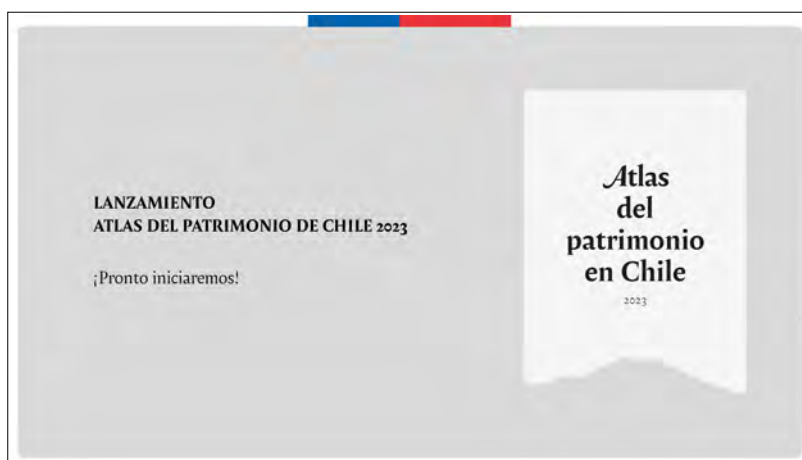 LANZAMIENTO
ATLAS DEL PATRIMONIO DE CHILE 2023
¡Pronto iniciaremos!
Atlas
del
patrimonio
en Chile
2023